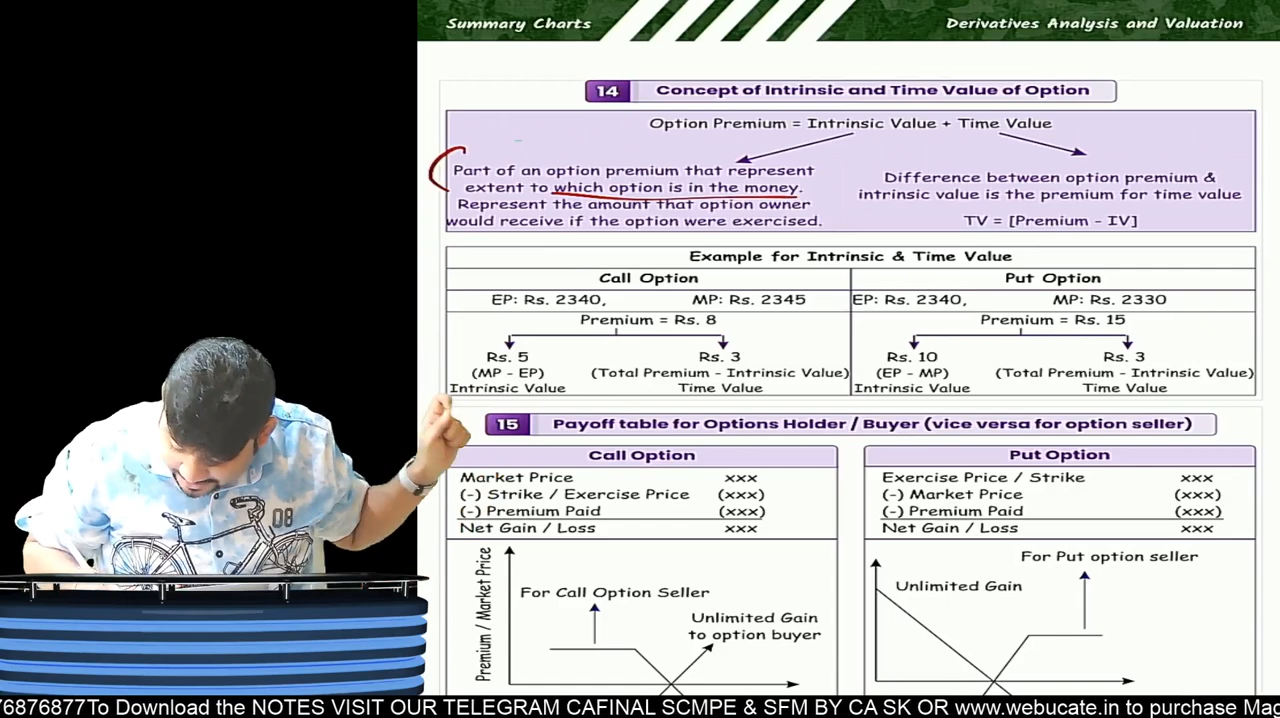 Summary Charts
Derivatives Analysis and Valuation
14 Concept of Intrinsic and Time Value of Option
Option Premium = Intrinsic Value + Time Value
Part of an option premium that represent
extent to which option is in the money.
Represent the amount that option owner
would receive if the option were exercised.
Difference between option premium &
intrinsic value is the premium for time value
TV = [Premium - IV]
Example for Intrinsic & Time Value
Call Option
EP: Rs. 2340, MP: Rs. 2345
Premium = Rs. 8
Rs. 5
(MP - EP)
Intrinsic Value
Rs. 3
(Total Premium - Intrinsic Value)
Time Value
Put Option
EP: Rs. 2340, MP: Rs. 2330
Premium = Rs. 15
Rs. 10
(EP - MP)
Intrinsic Value
Rs. 3
(Total Premium - Intrinsic Value)
Time Value
15 Payoff table for Options Holder / Buyer (vice versa for option seller)
Call Option
Market Price xxx
(-) Strike / Exercise Price (xxx)
(-) Premium Paid (xxx)
Net Gain / Loss xxx
Premium / Market Price
For Call Option Seller
Unlimited Gain
to option buyer
Put Option
Exercise Price / Strike xxx
(-) Market Price (xxx)
(-) Premium Paid (xxx)
Net Gain / Loss xxx
For Put option seller
Unlimited Gain
08
76876877To Download the NOTES VISIT OUR TELEGRAM CAFINAL SCMPE & SFM BY CA SK OR www.webucate.in to purchase Mag